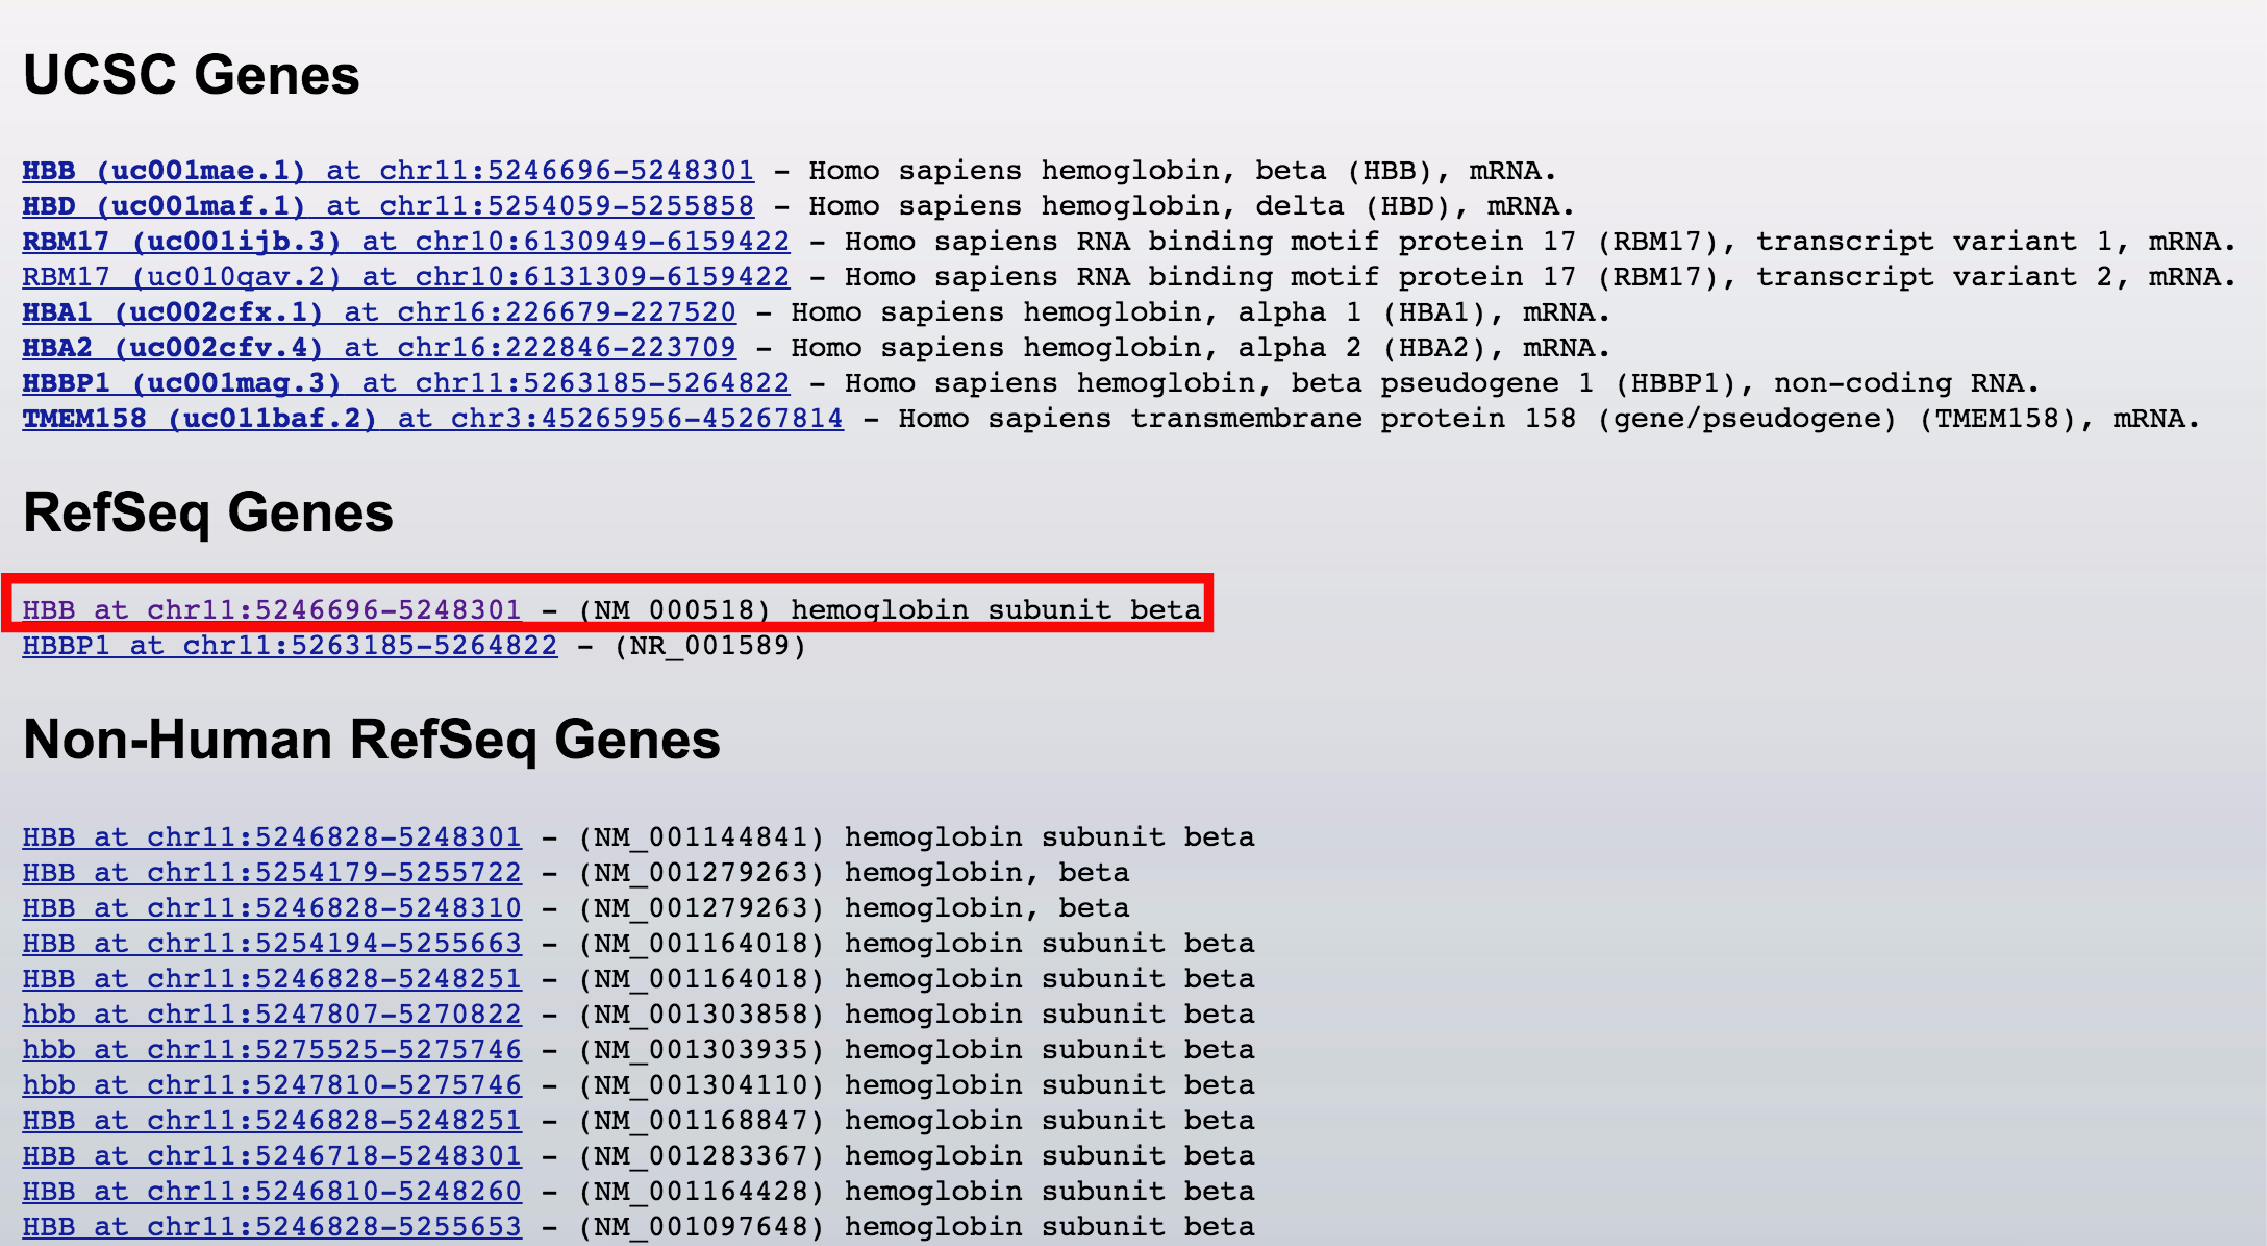 UCSC Genes
HBB (uc001mae.1) at chr11:5246696-5248301 - Homo sapiens hemoglobin, beta (HBB), mRNA.
HBD (uc001maf.1) at chr11:5254059-5255858 - Homo sapiens hemoglobin, delta (HBD), mRNA.
RBM17 (uc001ijb.3) at chr10:6130949-6159422 - Homo sapiens RNA binding motif protein 17 (RBM17), transcript variant 1, mRNA.
RBM17 (uc010qav.2) at chr10:6131309-6159422 - Homo sapiens RNA binding motif protein 17 (RBM17), transcript variant 2, mRNA.
HBA1 (uc002cfx.1) at chr16:226679-227520 - Homo sapiens hemoglobin, alpha 1 (HBA1), mRNA.
HBA2 (uc002cfv.4) at chr16:222846-223709 - Homo sapiens hemoglobin, alpha 2 (HBA2), mRNA.
HBBP1 (uc001mag.3) at chr11:5263185-5264822 - Homo sapiens hemoglobin, beta pseudogene 1 (HBBP1), non-coding RNA.
TMEM158 (uc011baf.2) at chr3:45265956-45267814 - Homo sapiens transmembrane protein 158 (gene/pseudogene) (TMEM158), mRNA.
RefSeq Genes
HBB at chr11:5246696-5248301 - (NM_000518) hemoglobin subunit beta
HBBP1 at chr11:5263185-5264822 - (NR_001589)
Non-Human RefSeq Genes
HBB at chr11:5246828-5248301 - (NM_001144841) hemoglobin subunit beta
HBB at chr11:5254179-5255722 - (NM_001279263) hemoglobin, beta
HBB at chr11:5246828-5248310 - (NM_001279263) hemoglobin, beta
HBB at chr11:5254194-5255663 - (NM_001164018) hemoglobin subunit beta
HBB at chr11:5246828-5248251 - (NM_001164018) hemoglobin subunit beta
hbb at chr11:5247807-5270822 - (NM_001303858) hemoglobin subunit beta
hbb at chr11:5275525-5275746 - (NM_001303935) hemoglobin subunit beta
hbb at chr11:5247810-5275746 - (NM_001304110) hemoglobin subunit beta
HBB at chr11:5246828-5248251 - (NM_001168847) hemoglobin subunit beta
HBB at chr11:5246718-5248301 - (NM_001283367) hemoglobin subunit beta
HBB at chr11:5246810-5248260 - (NM_001164428) hemoglobin subunit beta
HBB at chr11:5246828-5255653 - (NM_001097648) hemoglobin subunit beta